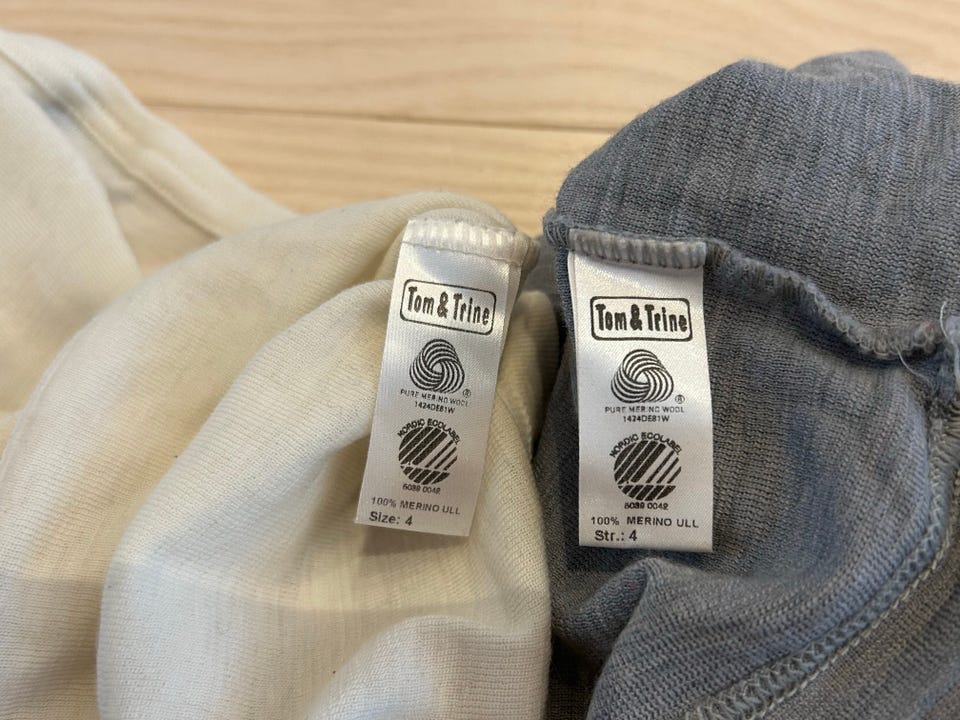 Tom & Trine
®
PURE MERINO WOOL
1424DE81W
NORDIC ECOLABEL
5039 0042
100% MERINO ULL
Size: 4
Tom & Trine
®
PURE MERINO WOOL
1424DE81W
NORDIC ECOLABEL
5039 0042
100% MERINO ULL
Str.: 4